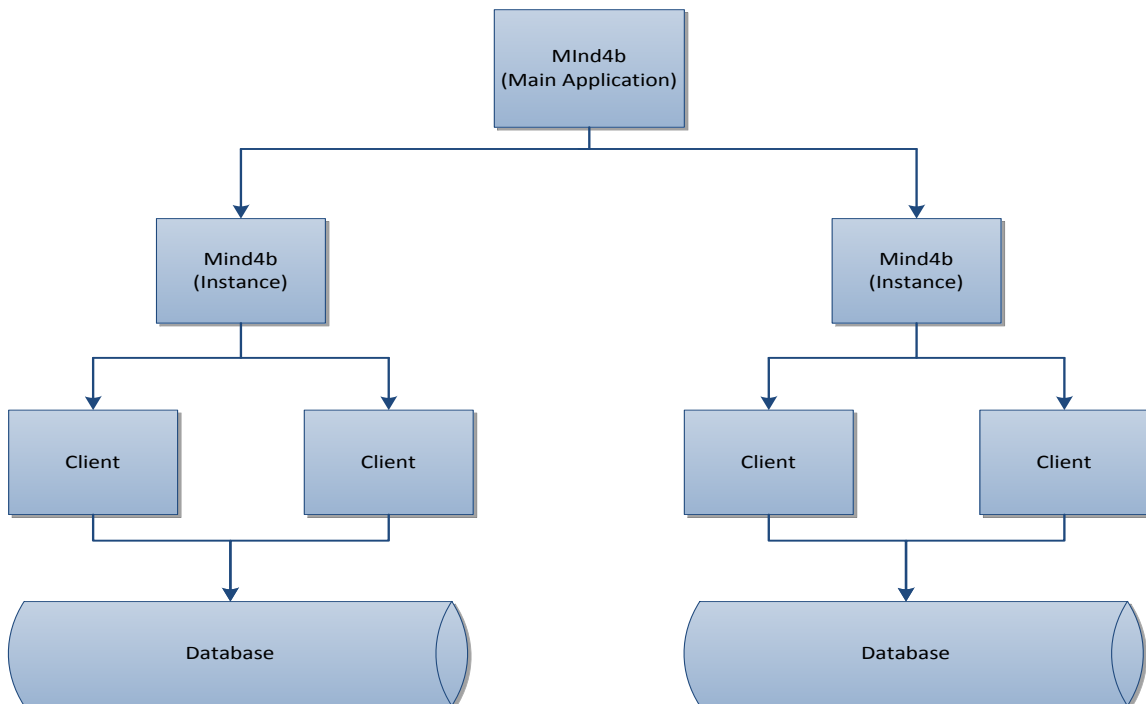 MInd4b
(Main Application)
Mind4b
(Instance)
Mind4b
(Instance)
Client
Client
Client
Client
Database
Database